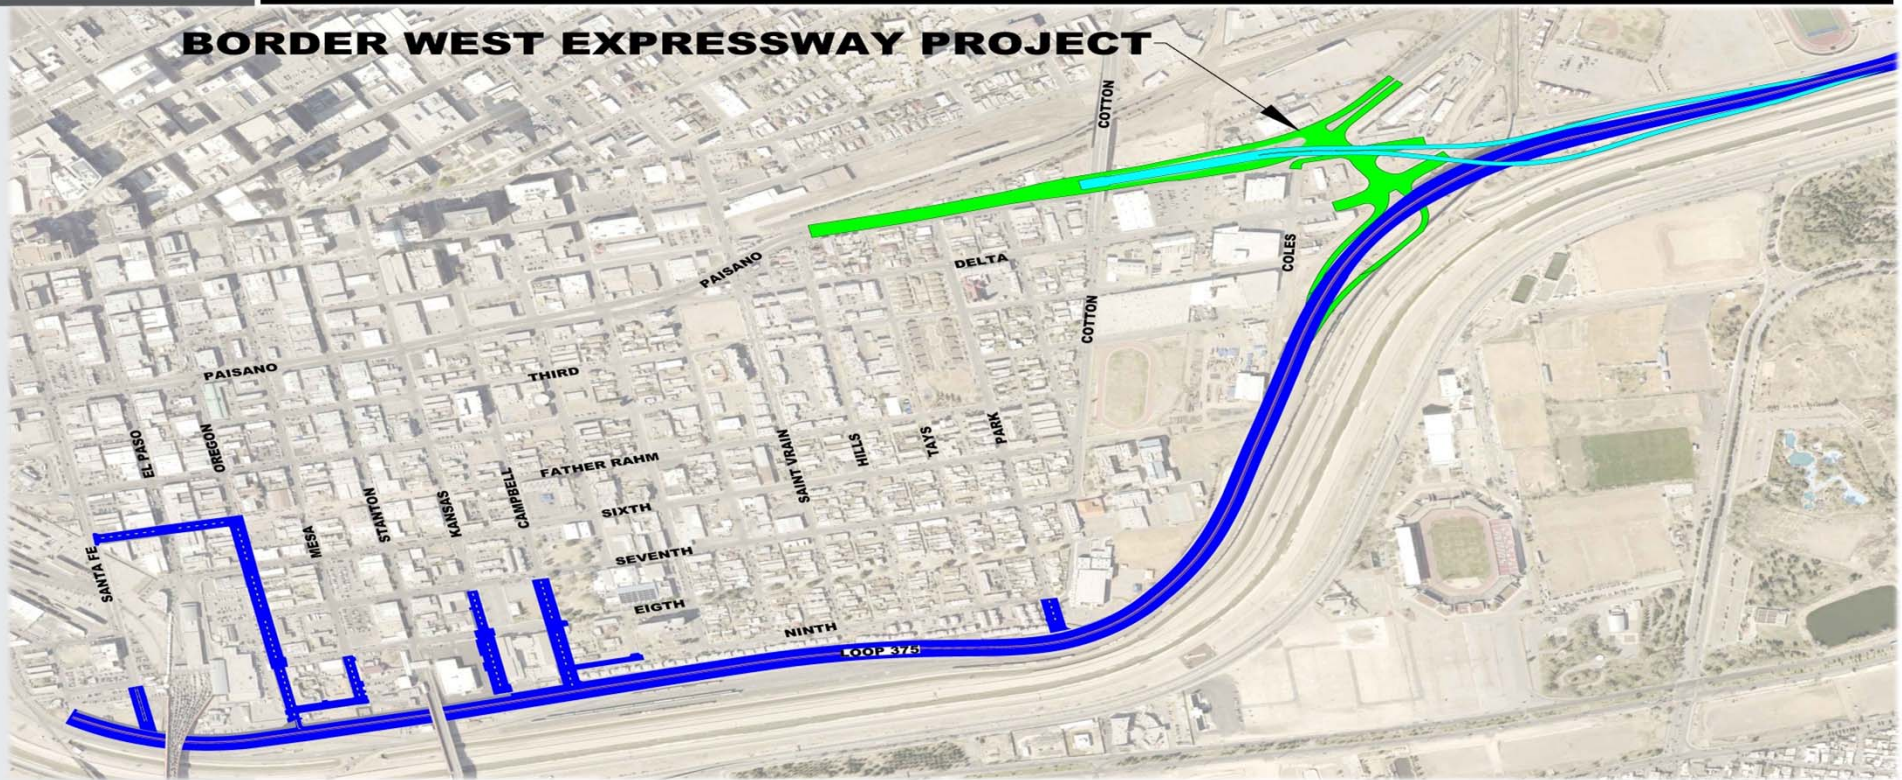 BORDER WEST EXPRESSWAY PROJECT
COTTON
COLES
PAISANO
DELTA
COTTON
PAISANO
THIRD
EL PASO
OREGON
FATHER RAHM
SAINT VRAIN
HILLS
TAYS
PARK
MESA
STANTON
KANSAS
CAMPBELL
SIXTH
SANTA FE
SEVENTH
EIGTH
NINTH
LOOP 375